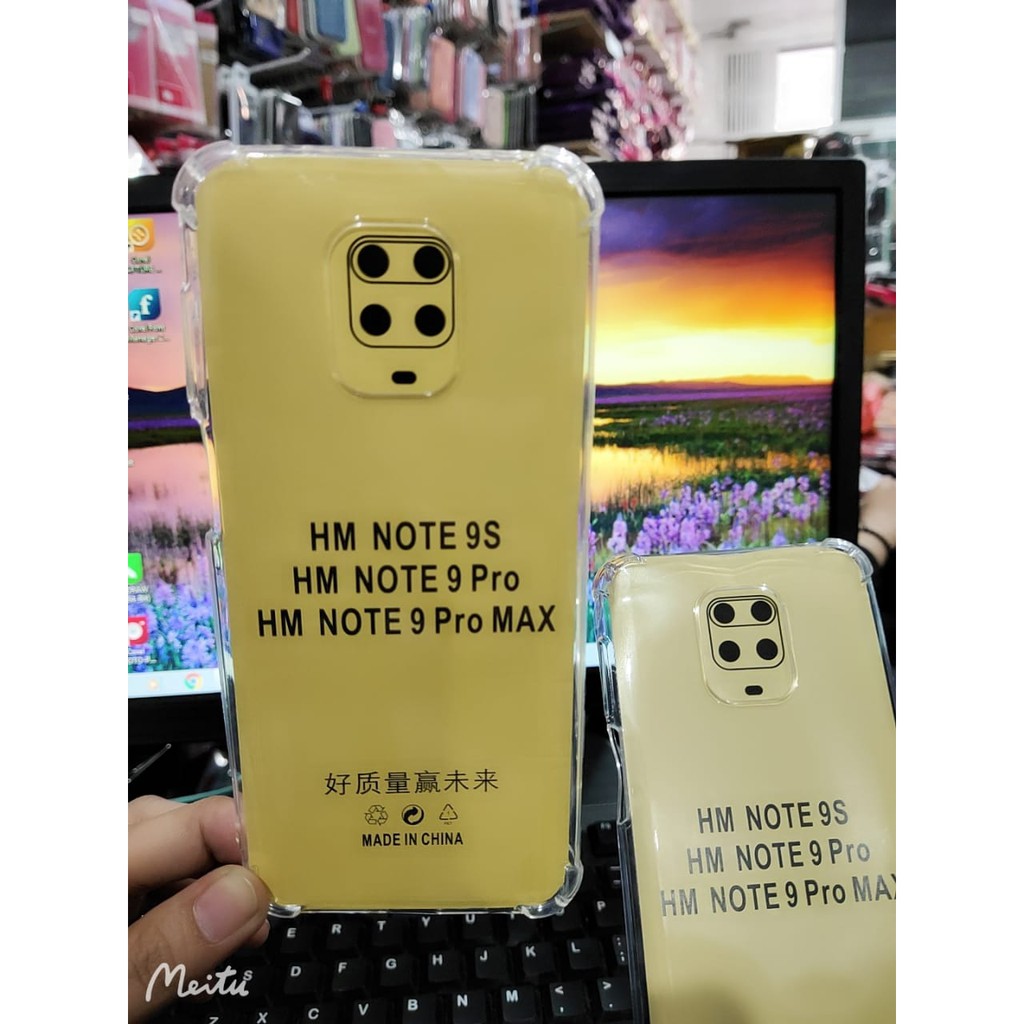 HM NOTE 9S
HM NOTE 9 Pro
HM NOTE 9 Pro MAX
好质量赢未来
MADE IN CHINA
HM NOTE 9S
HM NOTE 9 Pro
HM NOTE 9 Pro MAX
E R T Y U P
S D F G H J K L
Z X C V B N M < >
Meitu